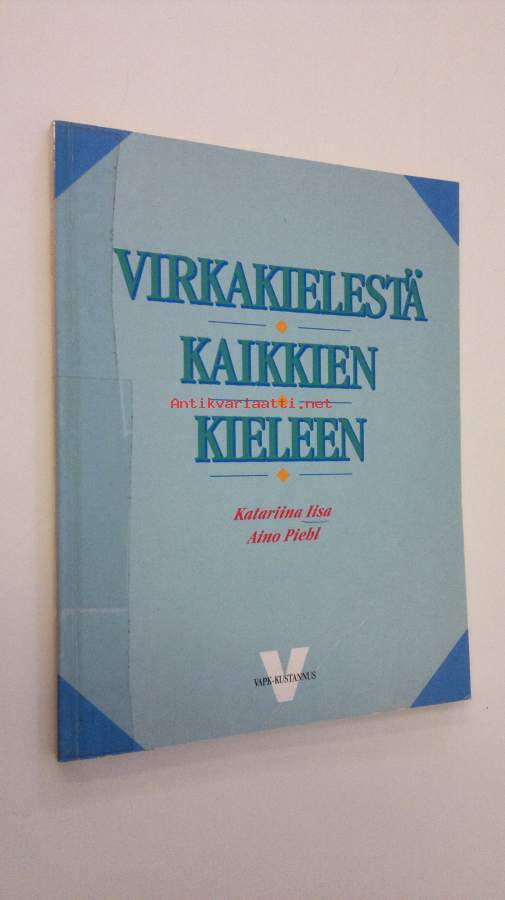 VIRKAKIELESTÄ
KAIKKIEN
Antikvariaatti.net
KIELEEN
Katariina Iisa
Aino Piehl
V
VAPK-KUSTANNUS